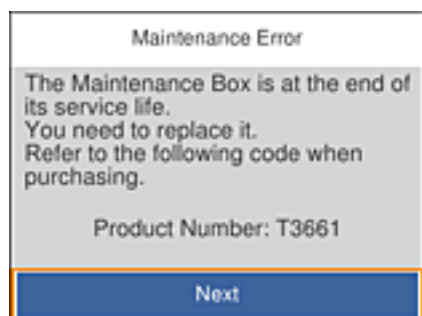 Maintenance Error
The Maintenance Box is at the end of
its service life.
You need to replace it.
Refer to the following code when
purchasing.
Product Number: T3661
Next